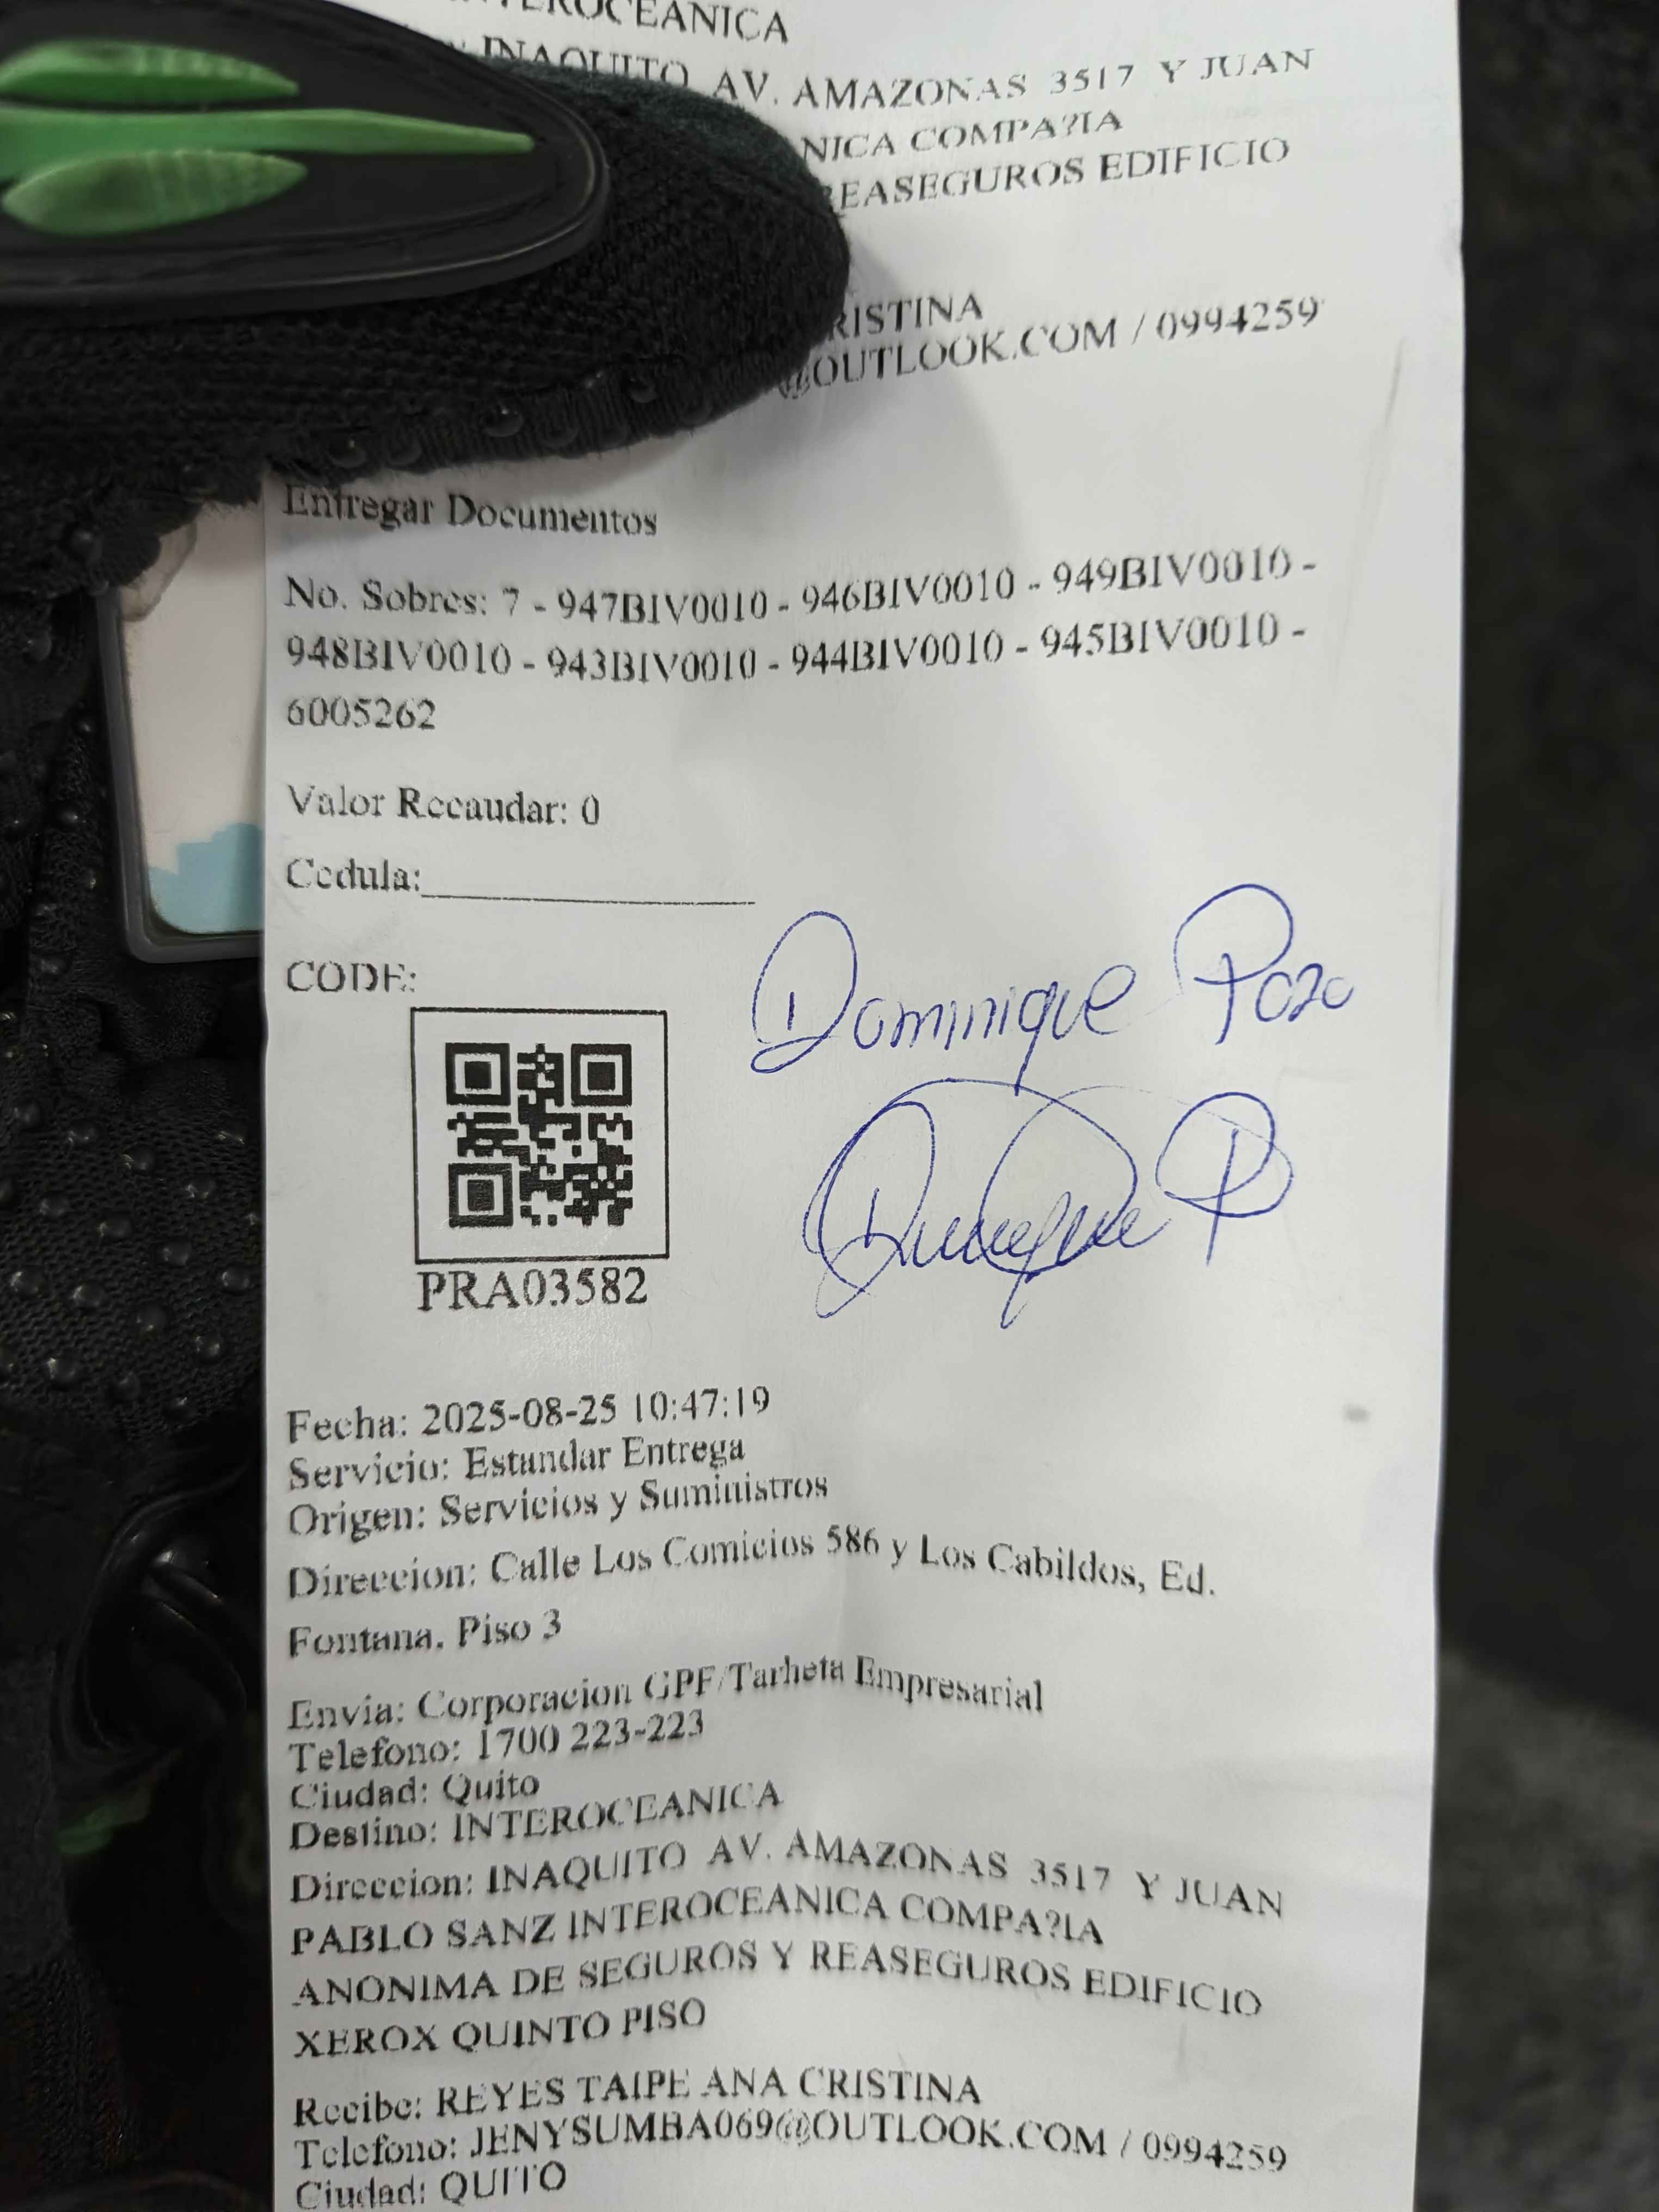 INTEROCEANICA
INAQUITO AV. AMAZONAS 3517 Y JUAN
NICA COMPA?IA
REASEGUROS EDIFICIO
RISTINA
@OUTLOOK.COM / 0994259
Entregar Documentos
No. Sobres: 7 - 947BIV0010 - 946BIV0010 - 949BIV0010 -
948BIV0010 - 943BIV0010 - 944BIV0010 - 945BIV0010 -
6005262
Valor Recaudar: 0
Cedula:
CODE:
Dominique Pozo
Dominique P
PRA03582
Fecha: 2025-08-25 10:47:19
Servicio: Estandar Entrega
Origen: Servicios y Suministros
Direccion: Calle Los Comicios 586 y Los Cabildos, Ed.
Fontana. Piso 3
Envia: Corporacion GPF/Tarheta Empresarial
Telefono: 1700 223-223
Ciudad: Quito
Destino: INTEROCEANICA
Direccion: INAQUITO AV. AMAZONAS 3517 Y JUAN
PABLO SANZ INTEROCEANICA COMPA?IA
ANONIMA DE SEGUROS Y REASEGUROS EDIFICIO
XEROX QUINTO PISO
Recibe: REYES TAIPE ANA CRISTINA
Telefono: JENYSUMBA069@OUTLOOK.COM / 0994259
Ciudad: QUITO